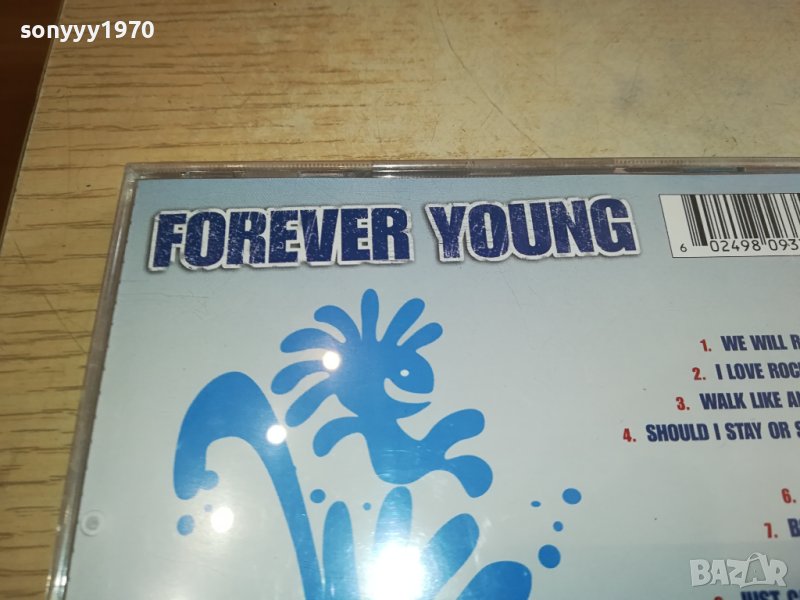 sonyyy1970
FOREVER YOUNG
6 02498 093
1. WE WILL
2. I LOVE
3. WALK LIKE
4. SHOULD I STAY OR
6.
7.
BAZAR